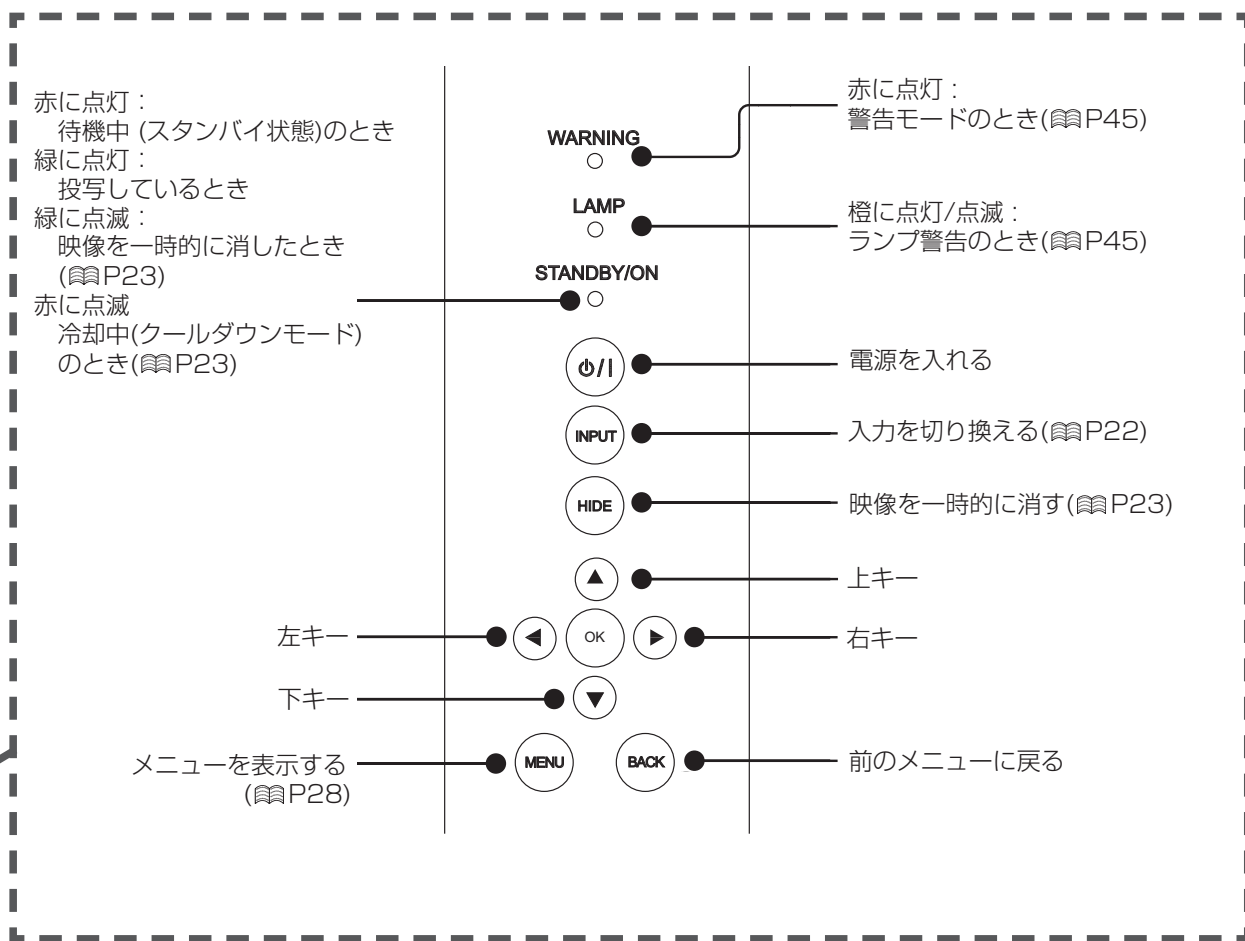 赤に点灯：
待機中 (スタンバイ状態)のとき
緑に点灯：
投写しているとき
緑に点滅：
映像を一時的に消したとき
(P23)
赤に点滅
冷却中(クールダウンモード)
のとき(P23)
WARNING
LAMP
STANDBY/ON
赤に点灯：
警告モードのとき(P45)
橙に点灯/点滅：
ランプ警告のとき(P45)
⏻/I
電源を入れる
INPUT
入力を切り換える(P22)
HIDE
映像を一時的に消す(P23)
▲
上キー
左キー
◀
OK
▶
右キー
下キー
▼
メニューを表示する
(P28)
MENU
BACK
前のメニューに戻る